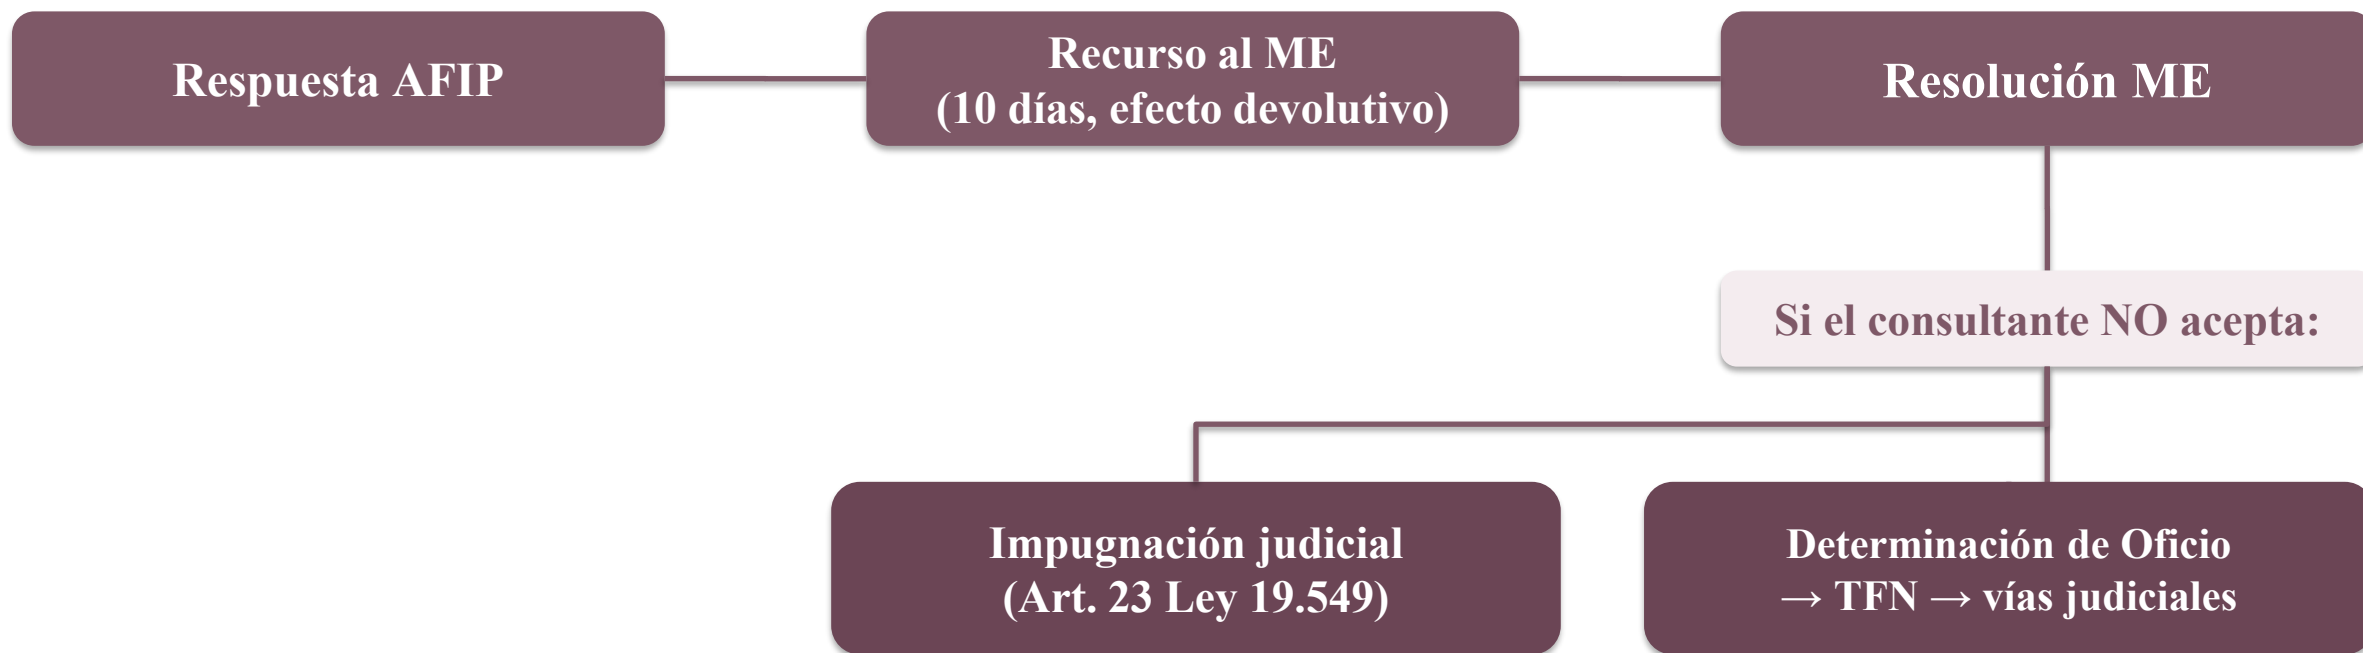 Respuesta AFIP
Recurso al ME
(10 días, efecto devolutivo)
Resolución ME
Si el consultante NO acepta:
Impugnación judicial
(Art. 23 Ley 19.549)
Determinación de Oficio
→ TFN → vías judiciales